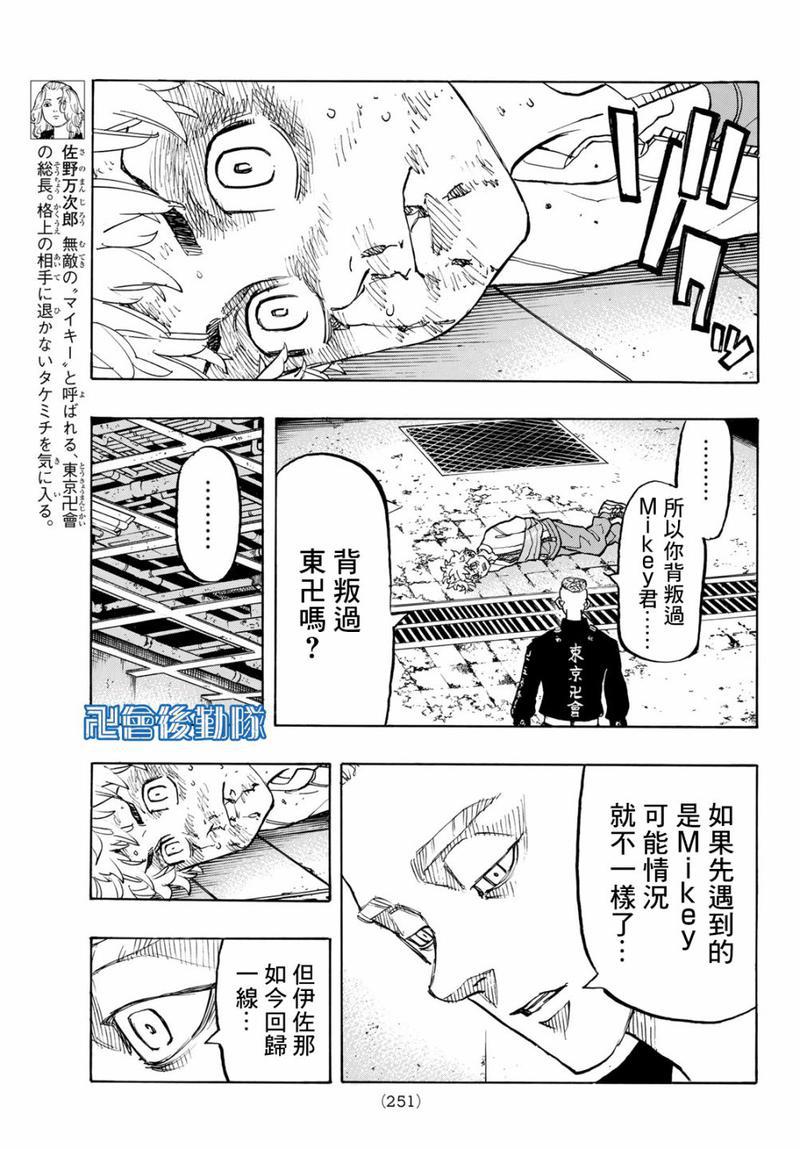 佐野万次郎 無敵の〝マイキー〟と呼ばれる、東京卍會
の総長。格上の相手に退かないタケミチを気に入る。
………
所以你背叛過
Mikey君……
東京卍會
背叛過
東卍嗎?
………
卍會後勤隊
如果先遇到的
是Mikey
可能情況
就不一樣了…
但伊佐那
如今回歸
一線…
(251)